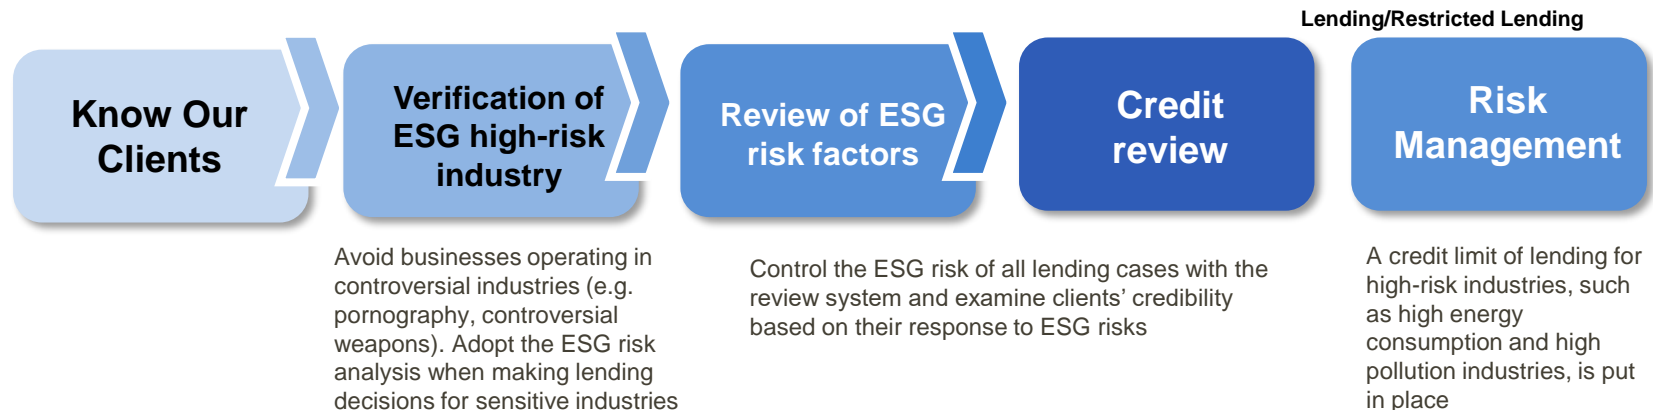 Lending/Restricted Lending
Know Our
Clients
Verification of
ESG high-risk
industry
Review of ESG
risk factors
Credit
review
Risk
Management
Avoid businesses operating in
controversial industries (e.g.
pornography, controversial
weapons). Adopt the ESG risk
analysis when making lending
decisions for sensitive industries
Control the ESG risk of all lending cases with the
review system and examine clients’ credibility
based on their response to ESG risks
A credit limit of lending for
high-risk industries, such
as high energy
consumption and high
pollution industries, is put
in place